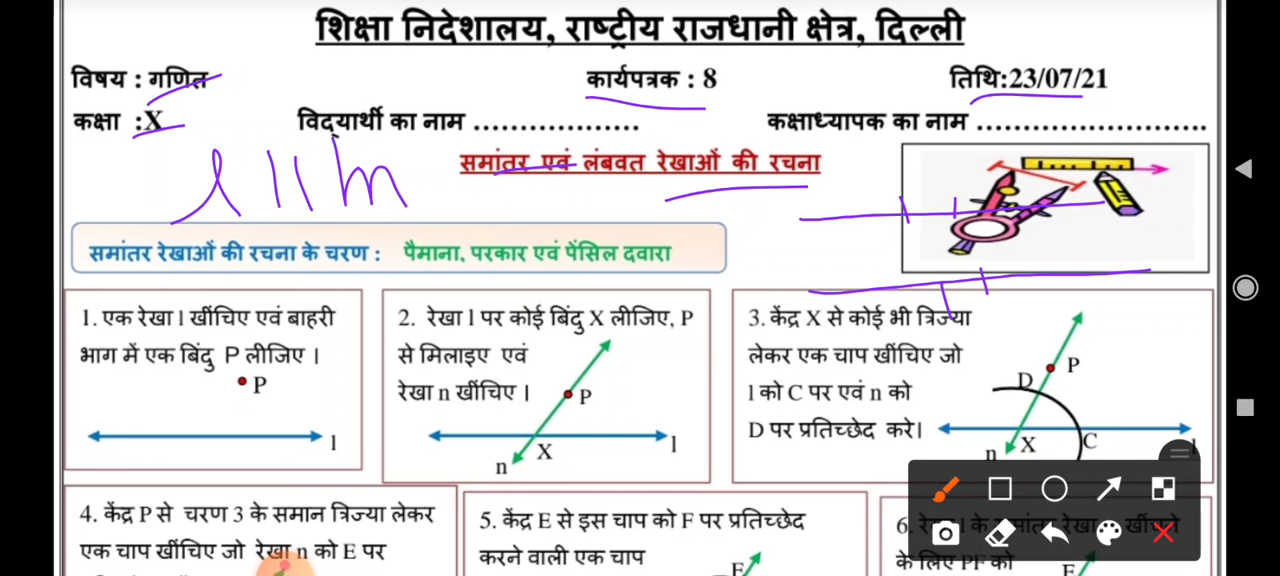 शिक्षा निदेशालय, राष्ट्रीय राजधानी क्षेत्र, दिल्ली
विषय : गणित कार्यपत्रक : 8 तिथि:23/07/21
कक्षा :X विद्यार्थी का नाम .................. कक्षाध्यापक का नाम .........................
l || m
समांतर एवं लंबवत रेखाओं की रचना
समांतर रेखाओं की रचना के चरण : पैमाना, परकार एवं पेंसिल दवारा
1. एक रेखा l खींचिए एवं बाहरी
भाग में एक बिंदु P लीजिए ।
P
l
2. रेखा l पर कोई बिंदु X लीजिए, P
से मिलाइए एवं
रेखा n खींचिए ।
P
X
l
n
3. केंद्र X से कोई भी त्रिज्या
लेकर एक चाप खींचिए जो
l को C पर एवं n को
D पर प्रतिच्छेद करे।
P
D
X
C
n
l
4. केंद्र P से चरण 3 के समान त्रिज्या लेकर
एक चाप खींचिए जो रेखा n को E पर
5. केंद्र E से इस चाप को F पर प्रतिच्छेद
करने वाली एक चाप
F
6.
के लिए PF को